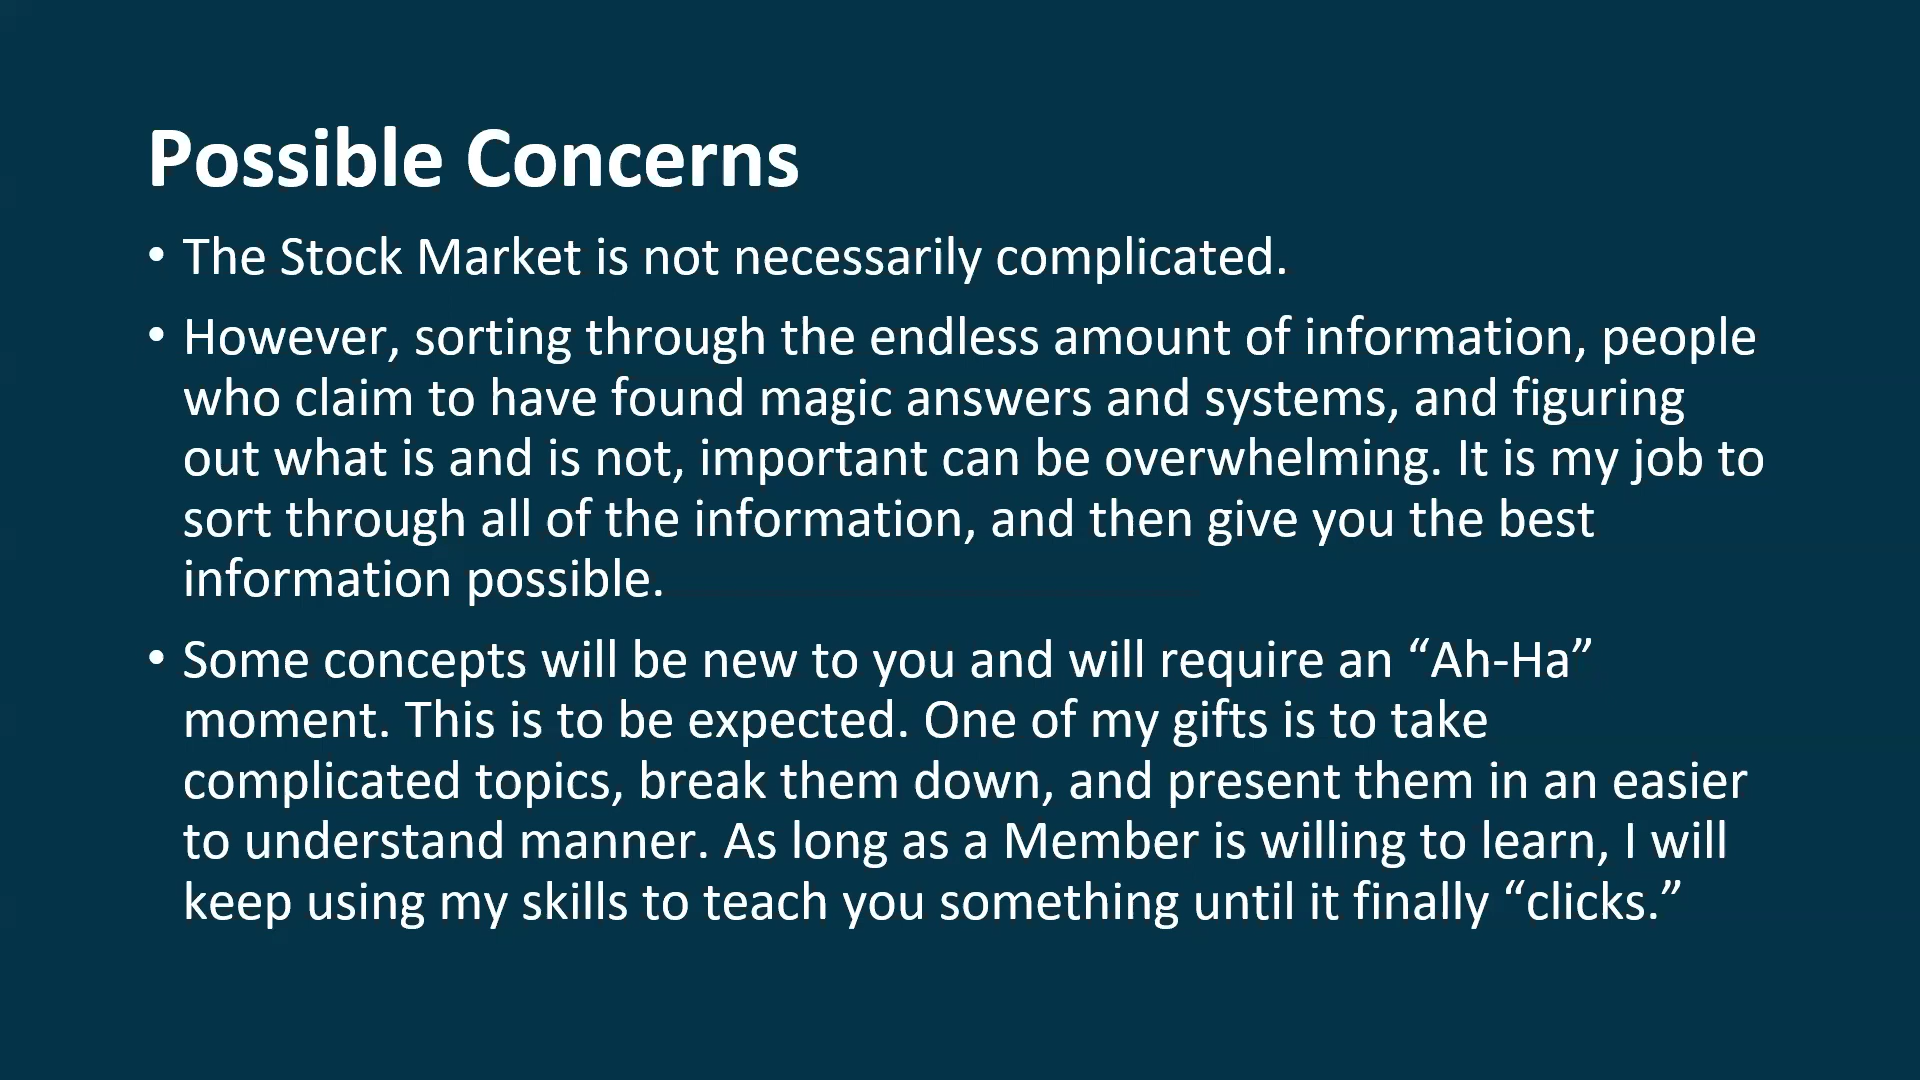 Possible Concerns
• The Stock Market is not necessarily complicated.
• However, sorting through the endless amount of information, people
who claim to have found magic answers and systems, and figuring
out what is and is not, important can be overwhelming. It is my job to
sort through all of the information, and then give you the best
information possible.
• Some concepts will be new to you and will require an “Ah-Ha”
moment. This is to be expected. One of my gifts is to take
complicated topics, break them down, and present them in an easier
to understand manner. As long as a Member is willing to learn, I will
keep using my skills to teach you something until it finally “clicks.”